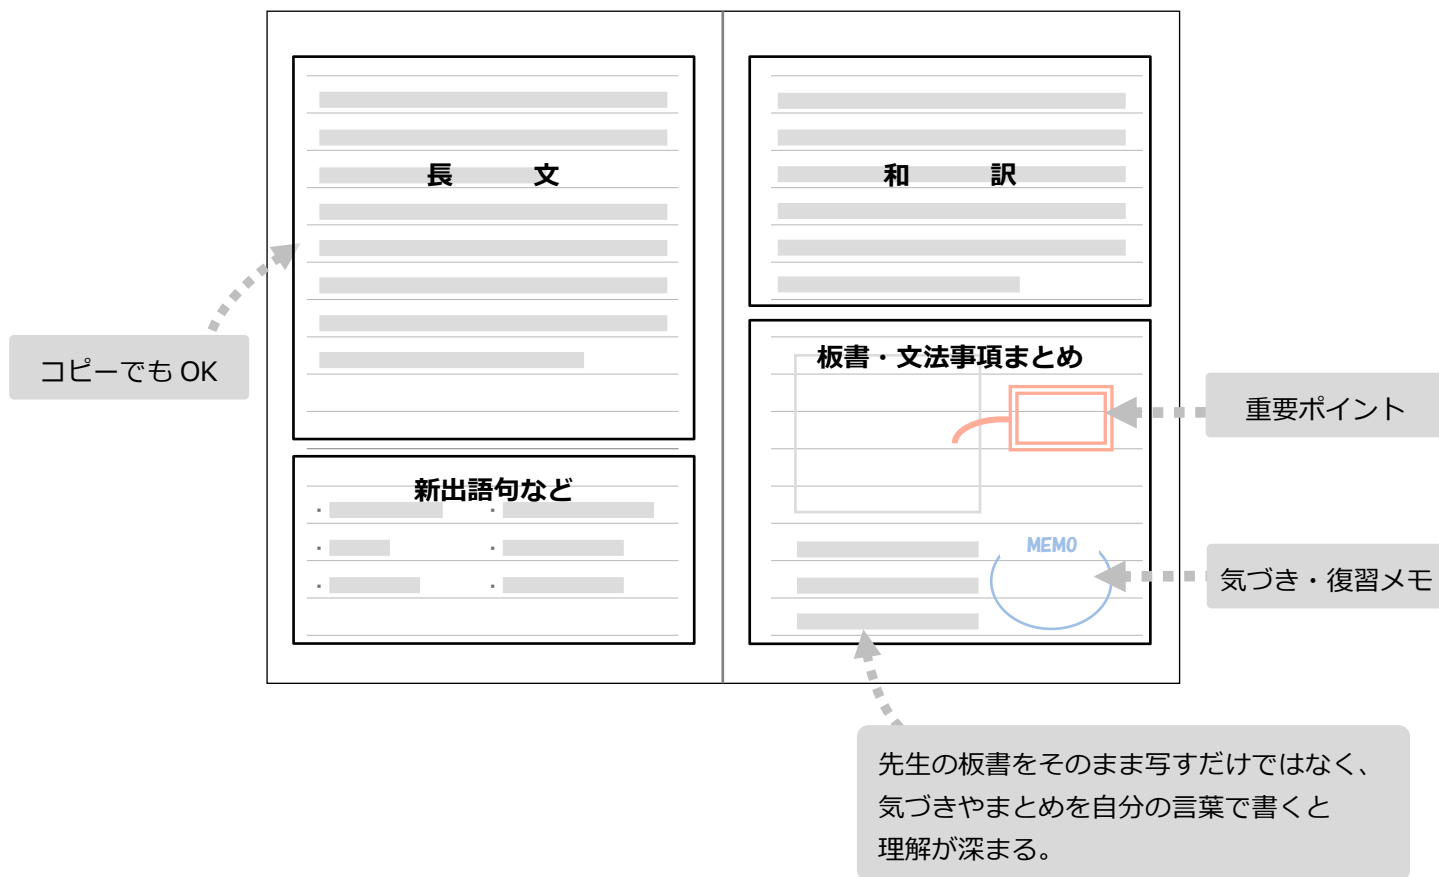 長 文
和 訳
コピーでも OK
板書・文法事項まとめ
重要ポイント
新出語句など
MEMO
気づき・復習メモ
先生の板書をそのまま写すだけではなく、
気づきやまとめを自分の言葉で書くと
理解が深まる。